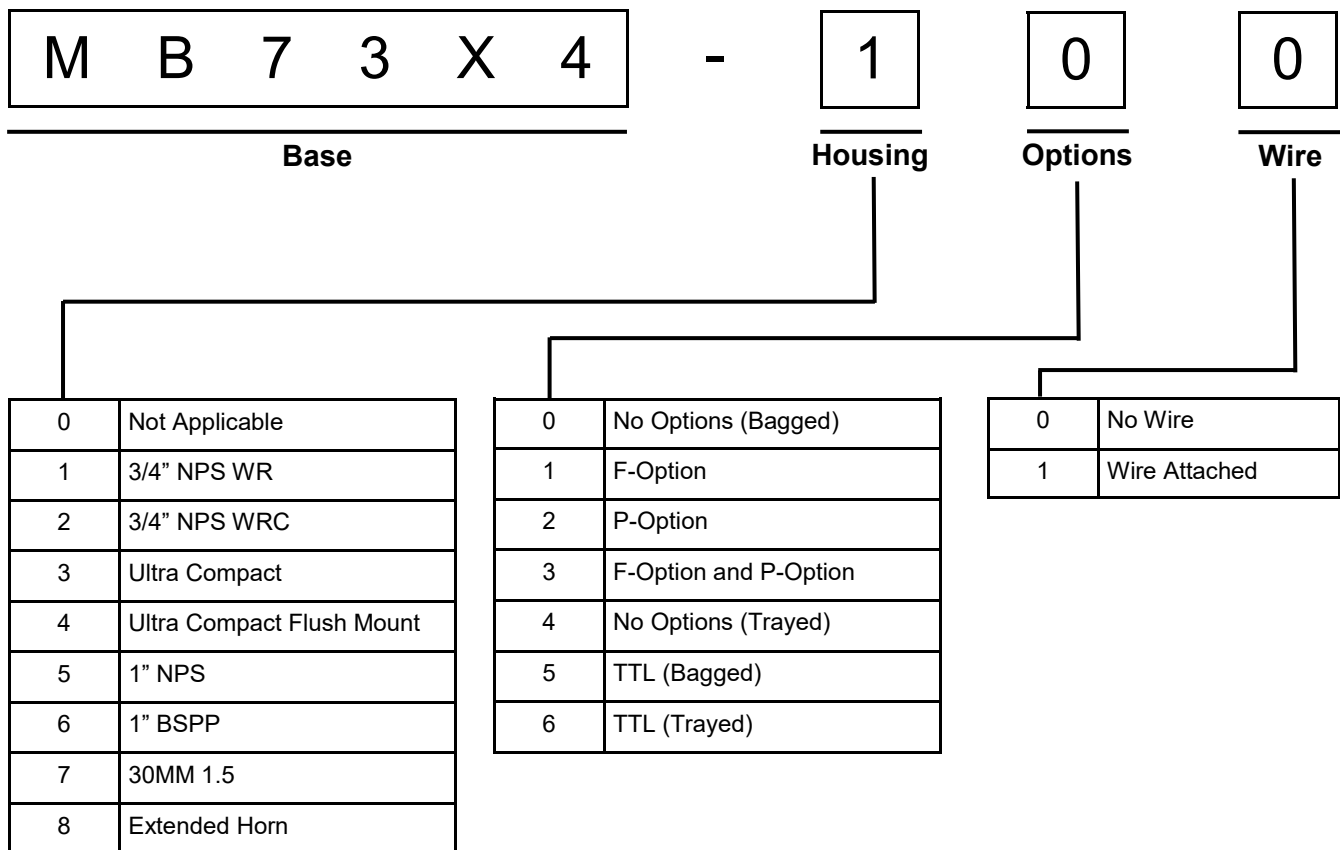 M B 7 3 X 4 - 1 0 0
Base Housing Options Wire
0 Not Applicable
1 3/4” NPS WR
2 3/4” NPS WRC
3 Ultra Compact
4 Ultra Compact Flush Mount
5 1” NPS
6 1” BSPP
7 30MM 1.5
8 Extended Horn
0 No Options (Bagged)
1 F-Option
2 P-Option
3 F-Option and P-Option
4 No Options (Trayed)
5 TTL (Bagged)
6 TTL (Trayed)
0 No Wire
1 Wire Attached